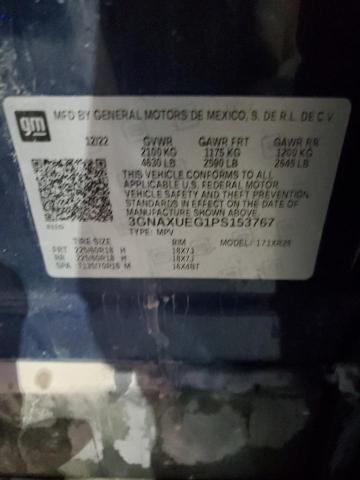 gm
MFD BY GENERAL MOTORS DE MEXICO, S. DE R.L. DE C.V.
12/22 GVWR GAWR FRT GAWR RR
2100 KG 1175 KG 1200 KG
4630 LB 2590 LB 2645 LB
THIS VEHICLE CONFORMS TO ALL
APPLICABLE U.S. FEDERAL MOTOR
VEHICLE SAFETY AND THEFT PREVENTION
STANDARDS IN EFFECT ON THE DATE OF
MANUFACTURE SHOWN ABOVE.
3GNAXUEG1PS153767
TYPE: MPV MODEL:
TIRE SIZE RIM
FRT 225/60R18 H 18X7J
RR 225/60R18 H 18X7J
SPA T135/70R16 M 16X4BT